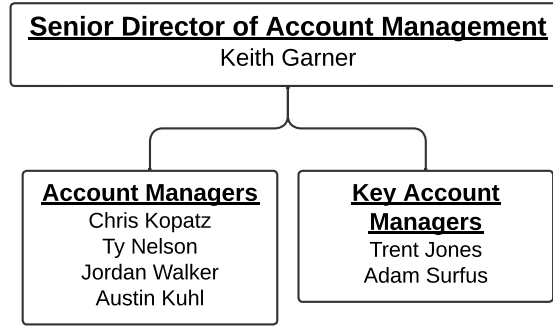 Senior Director of Account Management
Keith Garner
Account Managers
Chris Kopatz
Ty Nelson
Jordan Walker
Austin Kuhl
Key Account
Managers
Trent Jones
Adam Surfus